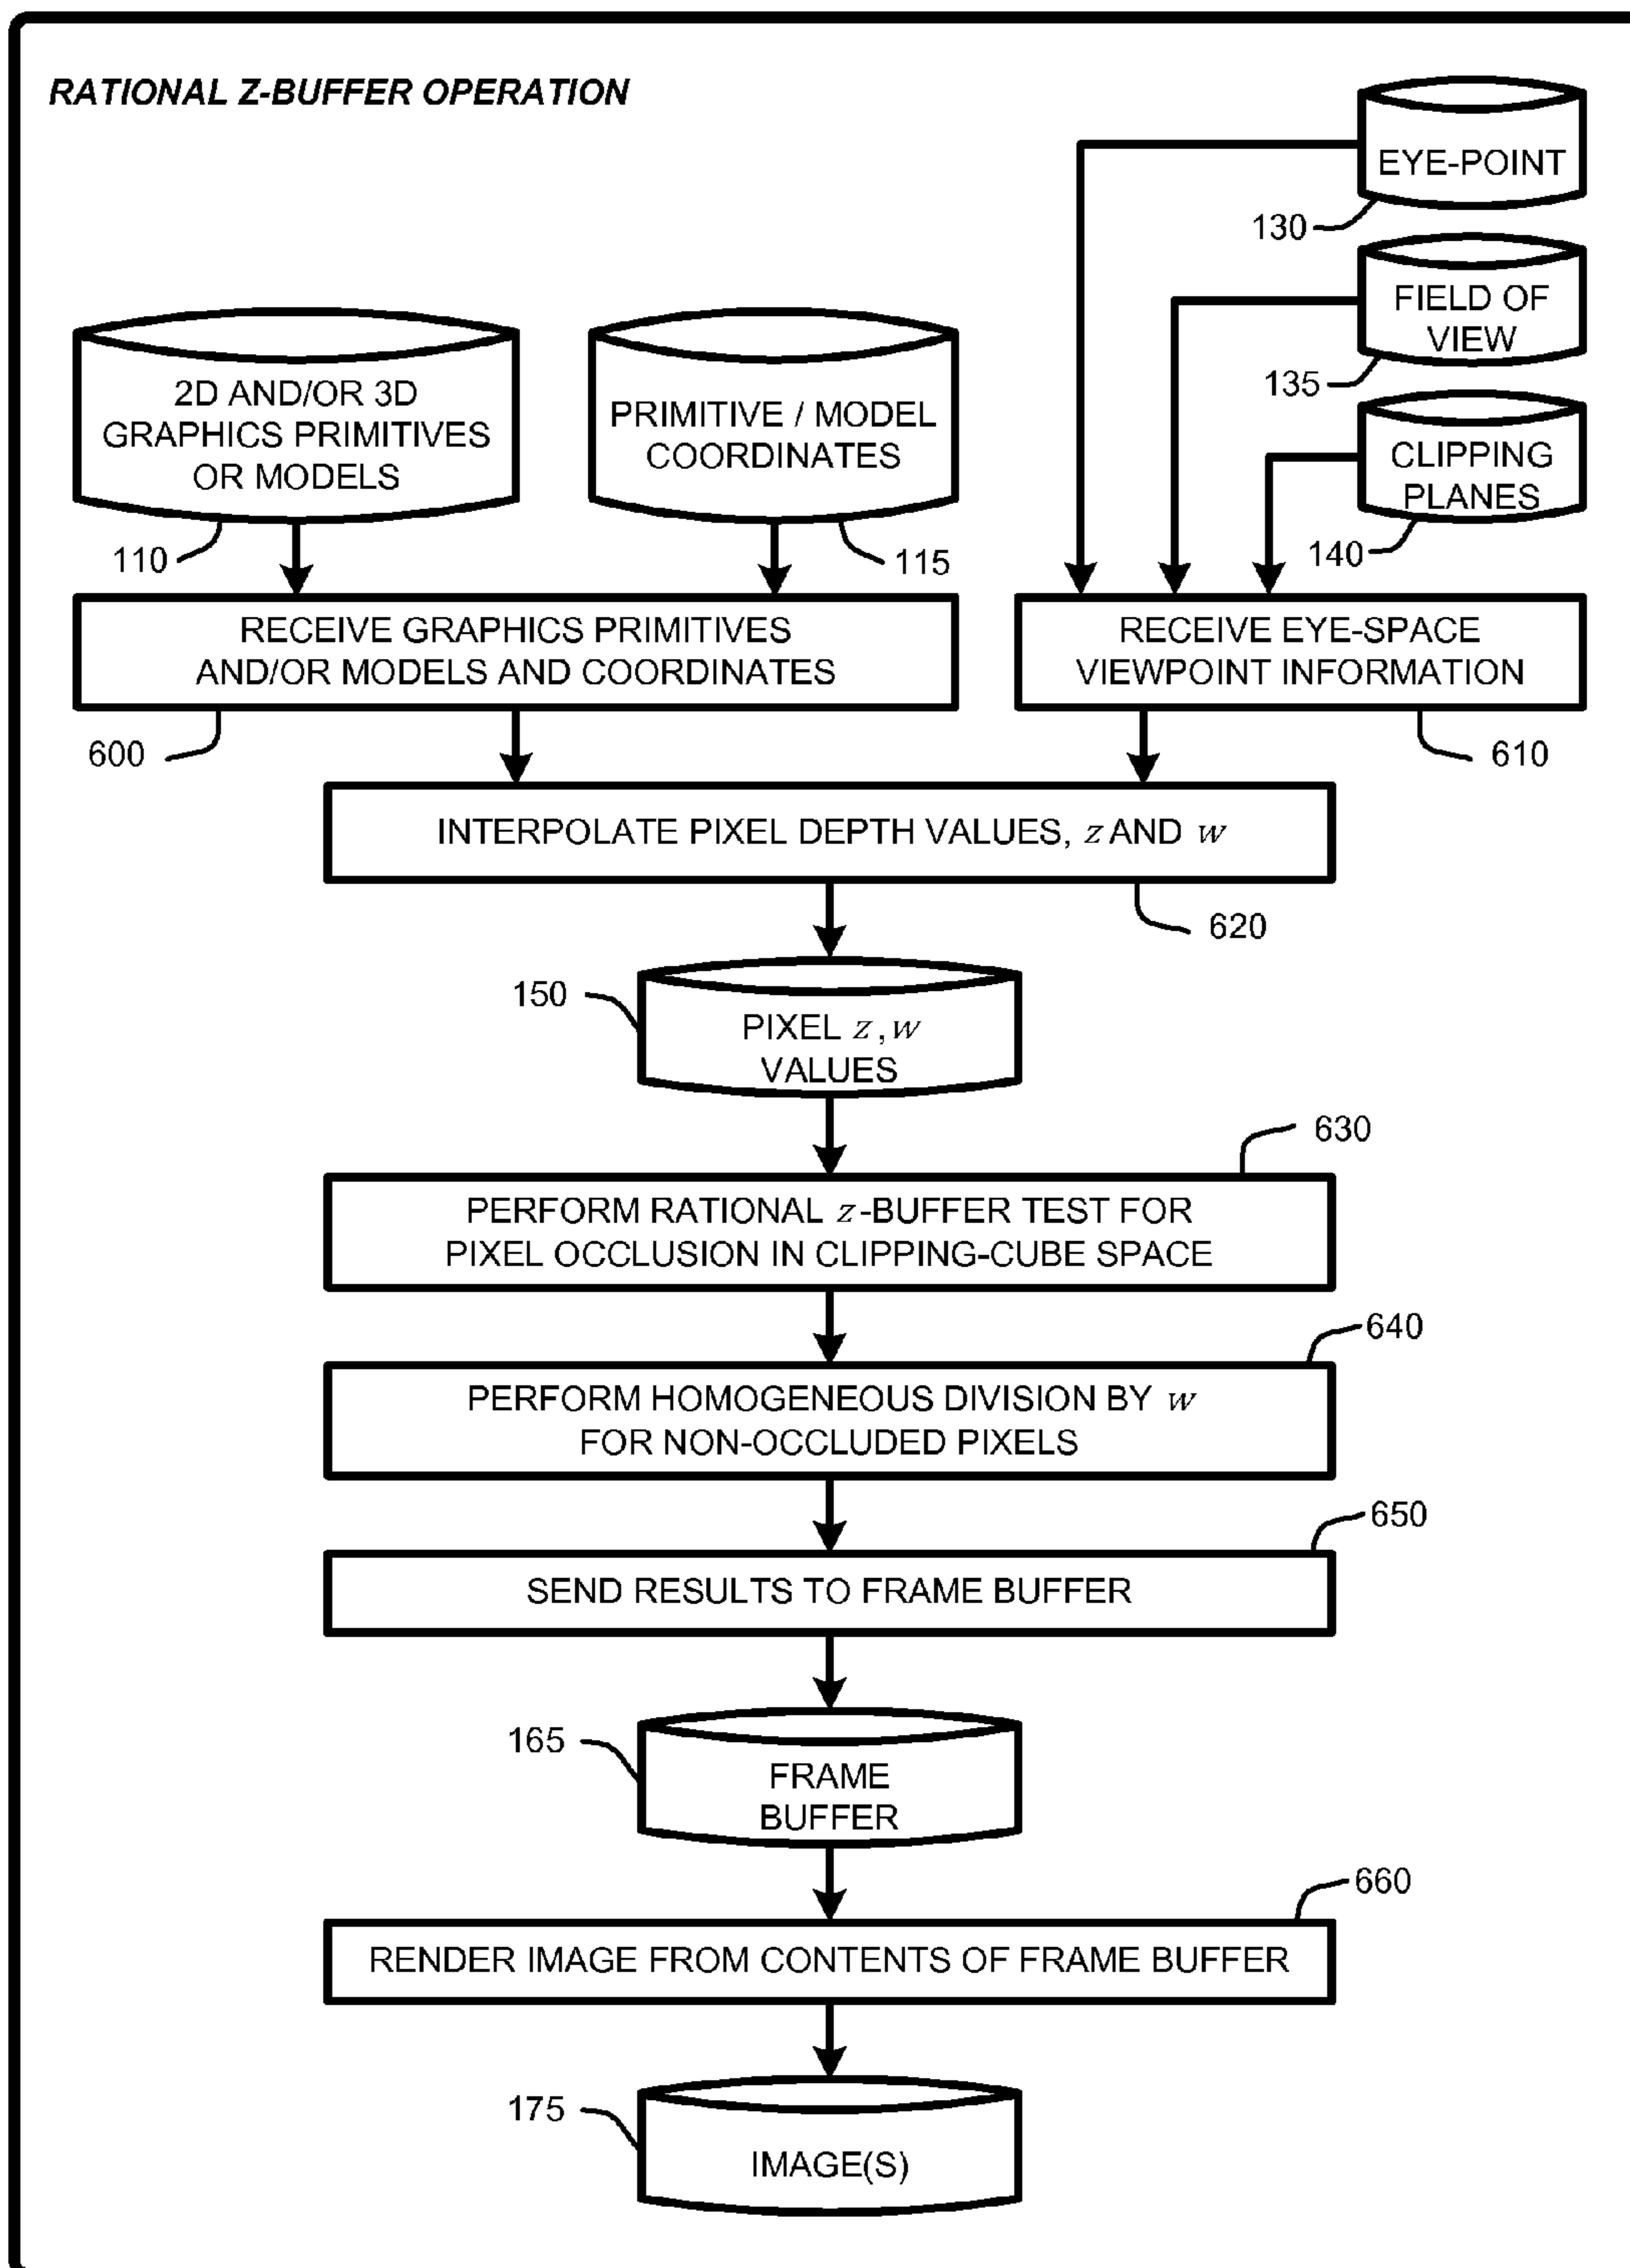 RATIONAL Z-BUFFER OPERATION
EYE-POINT
130
FIELD OF
VIEW
135
CLIPPING
PLANES
140
2D AND/OR 3D
GRAPHICS PRIMITIVES
OR MODELS
110
PRIMITIVE / MODEL
COORDINATES
115
RECEIVE GRAPHICS PRIMITIVES
AND/OR MODELS AND COORDINATES
600
RECEIVE EYE-SPACE
VIEWPOINT INFORMATION
610
INTERPOLATE PIXEL DEPTH VALUES, z AND w
620
150
PIXEL z, w
VALUES
630
PERFORM RATIONAL z-BUFFER TEST FOR
PIXEL OCCLUSION IN CLIPPING-CUBE SPACE
640
PERFORM HOMOGENEOUS DIVISION BY w
FOR NON-OCCLUDED PIXELS
650
SEND RESULTS TO FRAME BUFFER
165
FRAME
BUFFER
660
RENDER IMAGE FROM CONTENTS OF FRAME BUFFER
175
IMAGE(S)